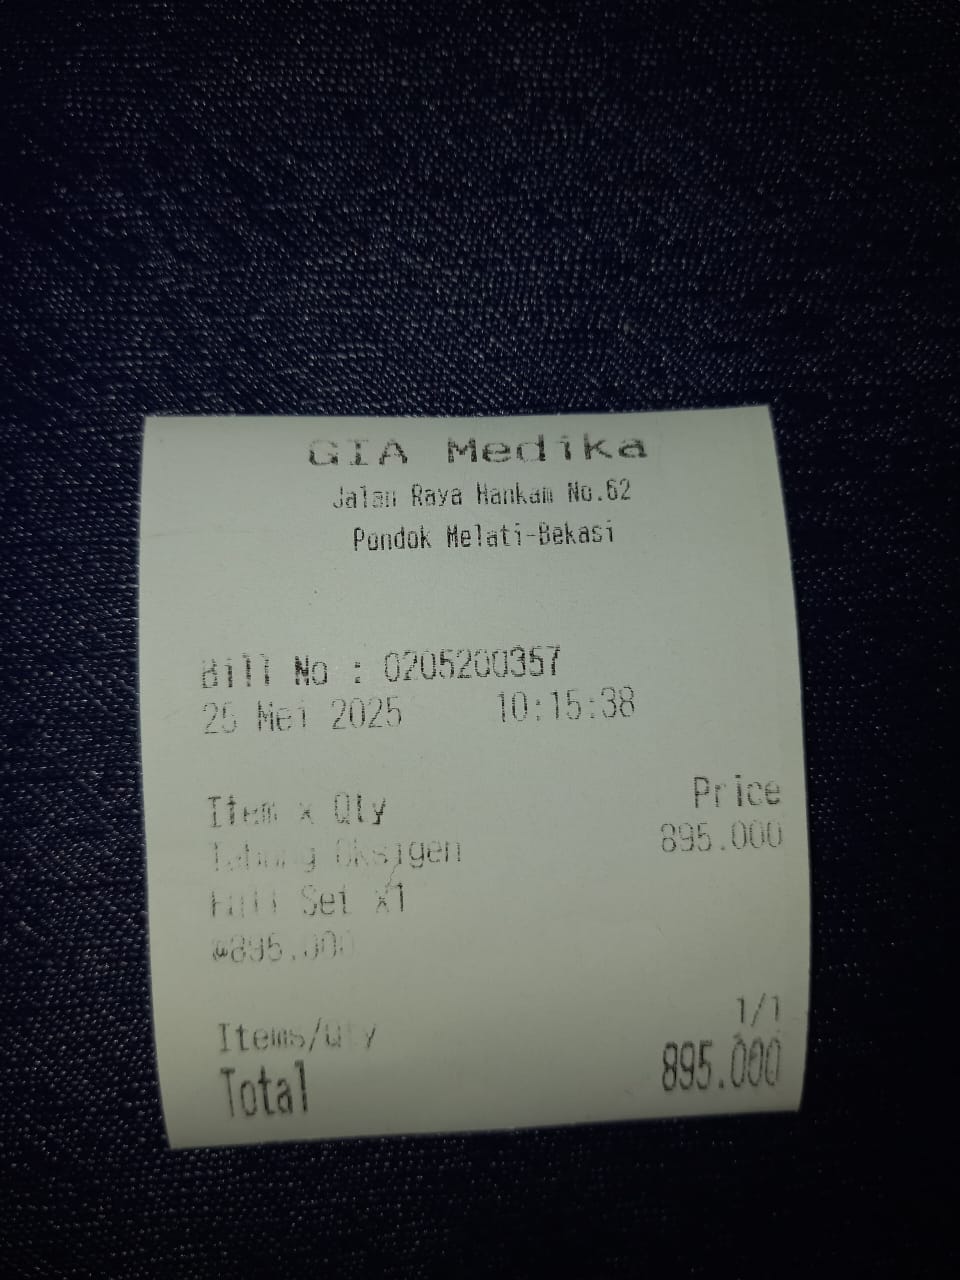 GIA Medika
Jalan Raya Hankam No.62
Pondok Melati-Bekasi
Bill No : 0205200357
25 Mei 2025 10:15:38
Item x Qty Price
Tabung Oksigen 895.000
Full Set x1
@895.000
Items/Qty 1/1
Total 895.000